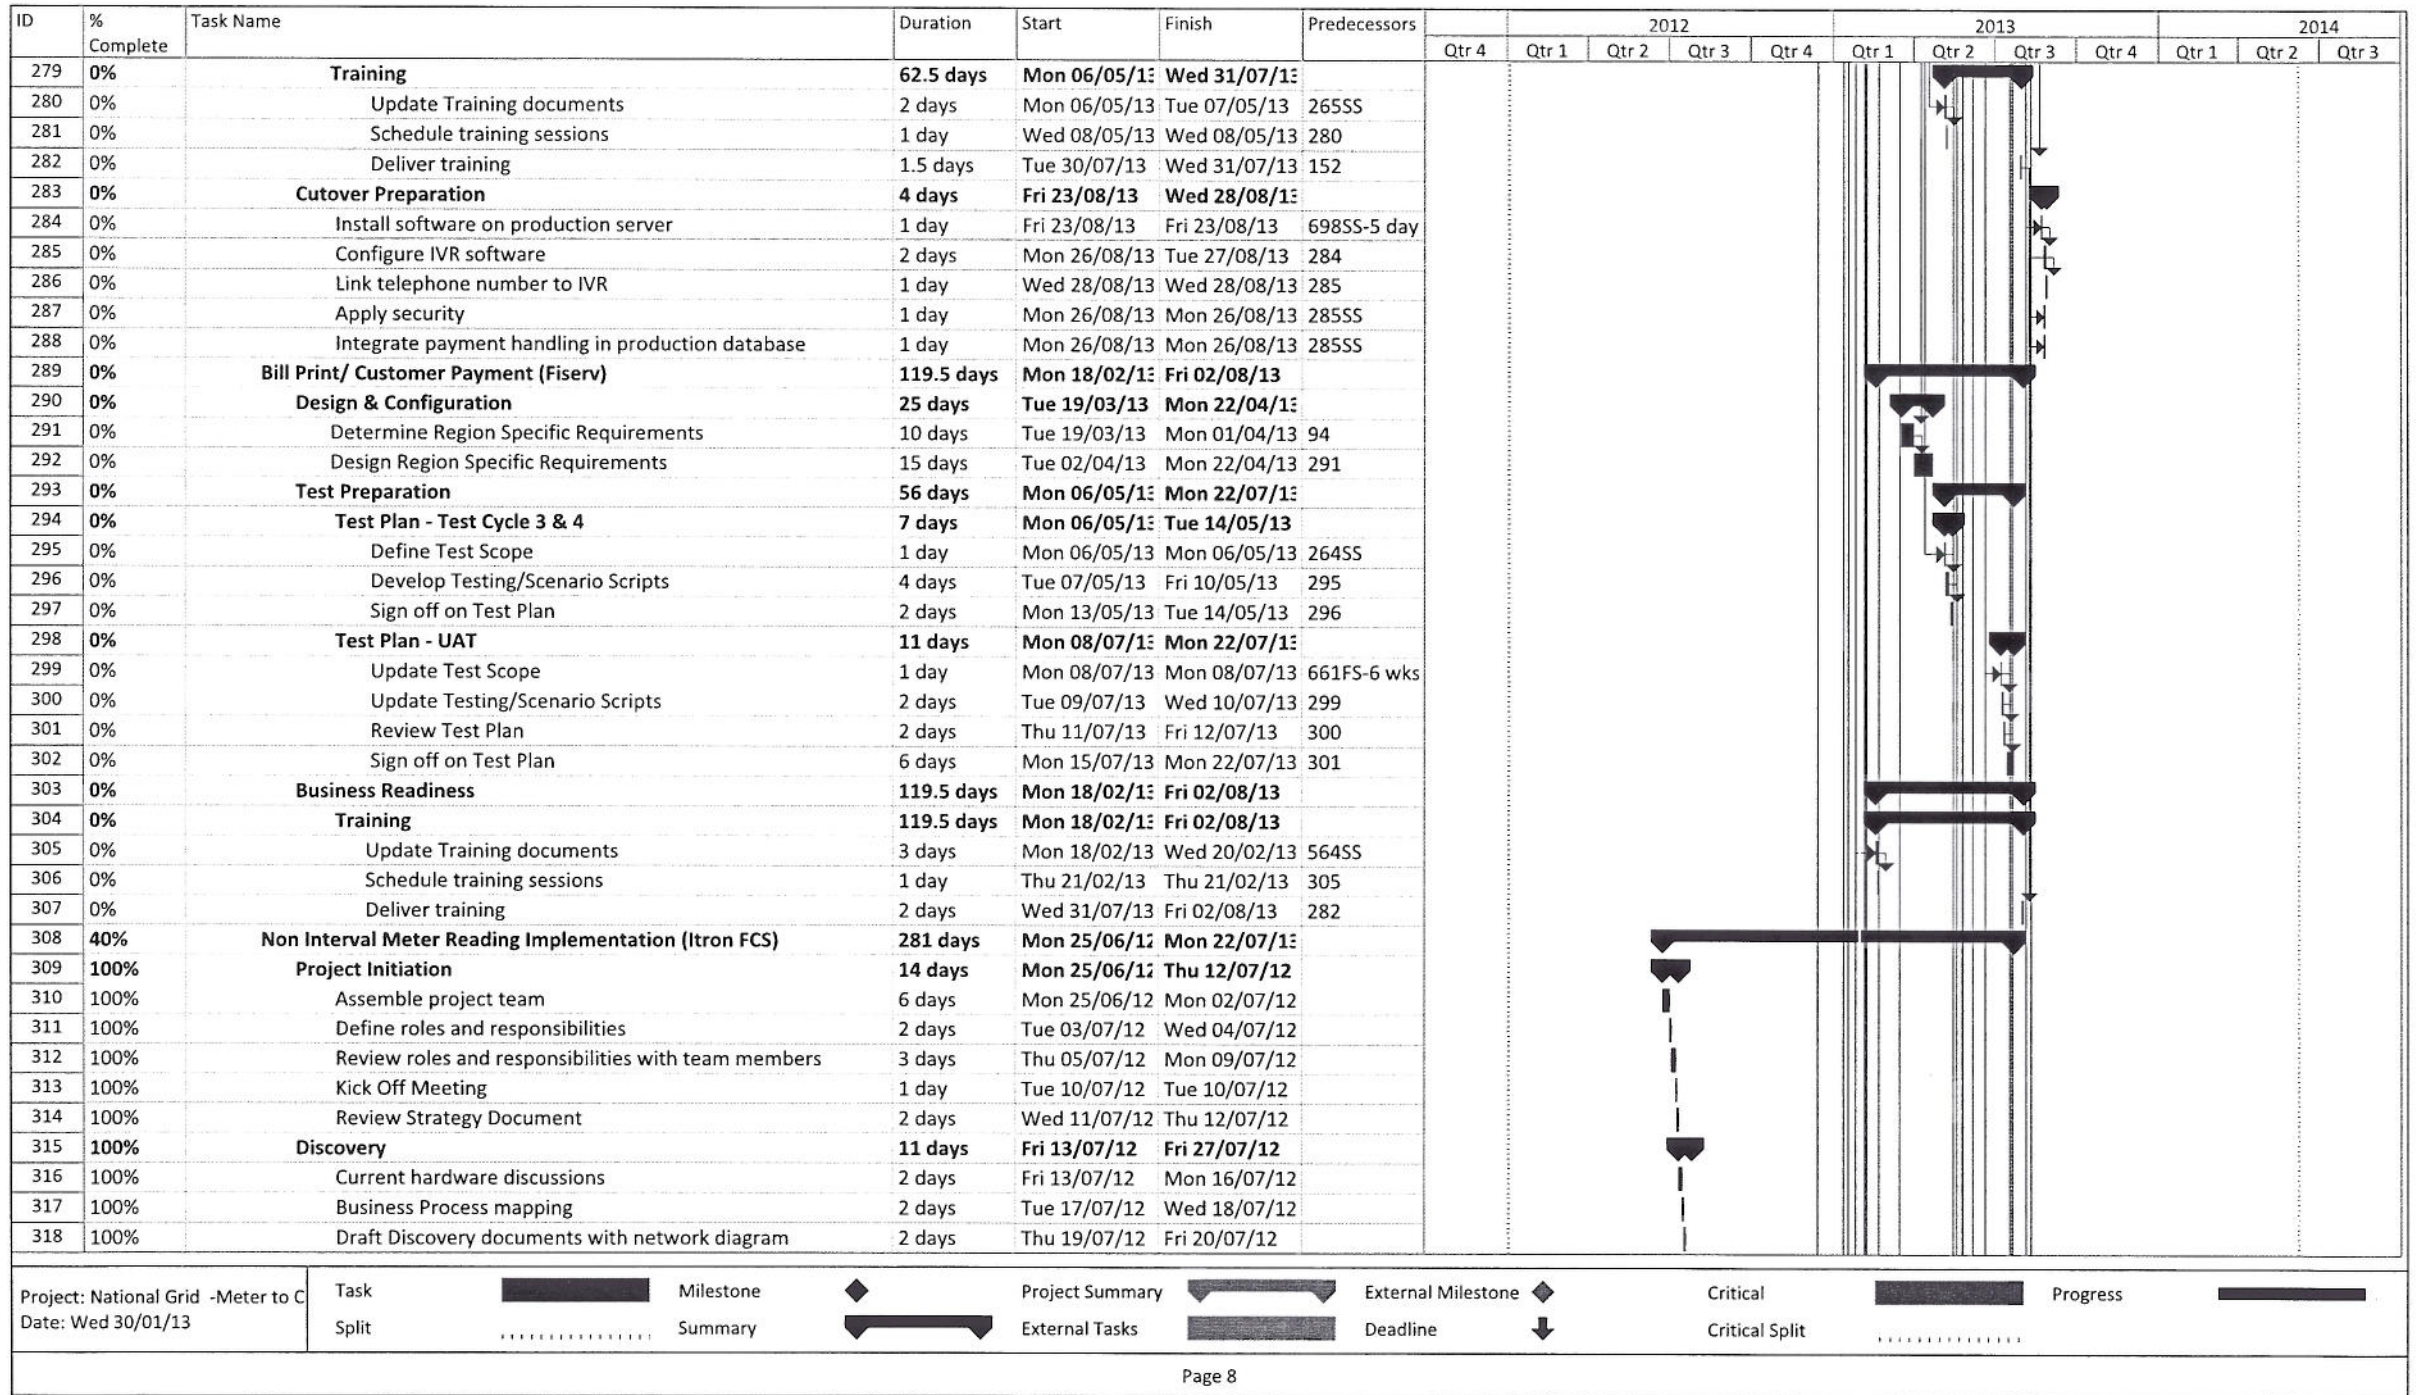 ID % Complete Task Name Duration Start Finish Predecessors 2012 2013 2014
Qtr 4 Qtr 1 Qtr 2 Qtr 3 Qtr 4 Qtr 1 Qtr 2 Qtr 3 Qtr 4 Qtr 1 Qtr 2 Qtr 3
279 0% Training 62.5 days Mon 06/05/13 Wed 31/07/13
280 0% Update Training documents 2 days Mon 06/05/13 Tue 07/05/13 265SS
281 0% Schedule training sessions 1 day Wed 08/05/13 Wed 08/05/13 280
282 0% Deliver training 1.5 days Tue 30/07/13 Wed 31/07/13 152
283 0% Cutover Preparation 4 days Fri 23/08/13 Wed 28/08/13
284 0% Install software on production server 1 day Fri 23/08/13 Fri 23/08/13 698SS-5 day
285 0% Configure IVR software 2 days Mon 26/08/13 Tue 27/08/13 284
286 0% Link telephone number to IVR 1 day Wed 28/08/13 Wed 28/08/13 285
287 0% Apply security 1 day Mon 26/08/13 Mon 26/08/13 285SS
288 0% Integrate payment handling in production database 1 day Mon 26/08/13 Mon 26/08/13 285SS
289 0% Bill Print/ Customer Payment (Fiserv) 119.5 days Mon 18/02/13 Fri 02/08/13
290 0% Design & Configuration 25 days Tue 19/03/13 Mon 22/04/13
291 0% Determine Region Specific Requirements 10 days Tue 19/03/13 Mon 01/04/13 94
292 0% Design Region Specific Requirements 15 days Tue 02/04/13 Mon 22/04/13 291
293 0% Test Preparation 56 days Mon 06/05/13 Mon 22/07/13
294 0% Test Plan - Test Cycle 3 & 4 7 days Mon 06/05/13 Tue 14/05/13
295 0% Define Test Scope 1 day Mon 06/05/13 Mon 06/05/13 264SS
296 0% Develop Testing/Scenario Scripts 4 days Tue 07/05/13 Fri 10/05/13 295
297 0% Sign off on Test Plan 2 days Mon 13/05/13 Tue 14/05/13 296
298 0% Test Plan - UAT 11 days Mon 08/07/13 Mon 22/07/13
299 0% Update Test Scope 1 day Mon 08/07/13 Mon 08/07/13 661FS-6 wks
300 0% Update Testing/Scenario Scripts 2 days Tue 09/07/13 Wed 10/07/13 299
301 0% Review Test Plan 2 days Thu 11/07/13 Fri 12/07/13 300
302 0% Sign off on Test Plan 6 days Mon 15/07/13 Mon 22/07/13 301
303 0% Business Readiness 119.5 days Mon 18/02/13 Fri 02/08/13
304 0% Training 119.5 days Mon 18/02/13 Fri 02/08/13
305 0% Update Training documents 3 days Mon 18/02/13 Wed 20/02/13 564SS
306 0% Schedule training sessions 1 day Thu 21/02/13 Thu 21/02/13 305
307 0% Deliver training 2 days Wed 31/07/13 Fri 02/08/13 282
308 40% Non Interval Meter Reading Implementation (Itron FCS) 281 days Mon 25/06/12 Mon 22/07/13
309 100% Project Initiation 14 days Mon 25/06/12 Thu 12/07/12
310 100% Assemble project team 6 days Mon 25/06/12 Mon 02/07/12
311 100% Define roles and responsibilities 2 days Tue 03/07/12 Wed 04/07/12
312 100% Review roles and responsibilities with team members 3 days Thu 05/07/12 Mon 09/07/12
313 100% Kick Off Meeting 1 day Tue 10/07/12 Tue 10/07/12
314 100% Review Strategy Document 2 days Wed 11/07/12 Thu 12/07/12
315 100% Discovery 11 days Fri 13/07/12 Fri 27/07/12
316 100% Current hardware discussions 2 days Fri 13/07/12 Mon 16/07/12
317 100% Business Process mapping 2 days Tue 17/07/12 Wed 18/07/12
318 100% Draft Discovery documents with network diagram 2 days Thu 19/07/12 Fri 20/07/12
Project: National Grid -Meter to C
Date: Wed 30/01/13
Task Milestone Project Summary External Milestone Critical Progress
Split Summary External Tasks Deadline Critical Split
Page 8